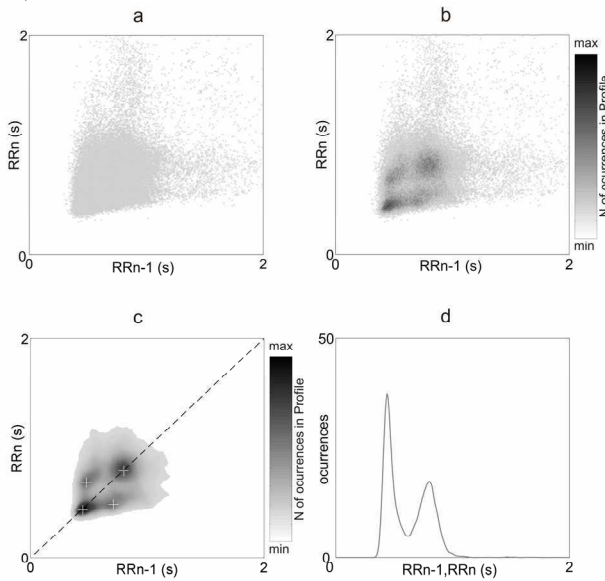 a
b
2
RRn (s)
0
0
RRn-1 (s)
2
2
RRn (s)
0
0
RRn-1 (s)
2
max
N of ocurrences in Profile
min
c
d
2
RRn (s)
0
0
RRn-1 (s)
2
max
N of ocurrences in Profile
min
50
ocurrences
0
0
RRn-1,RRn (s)
2